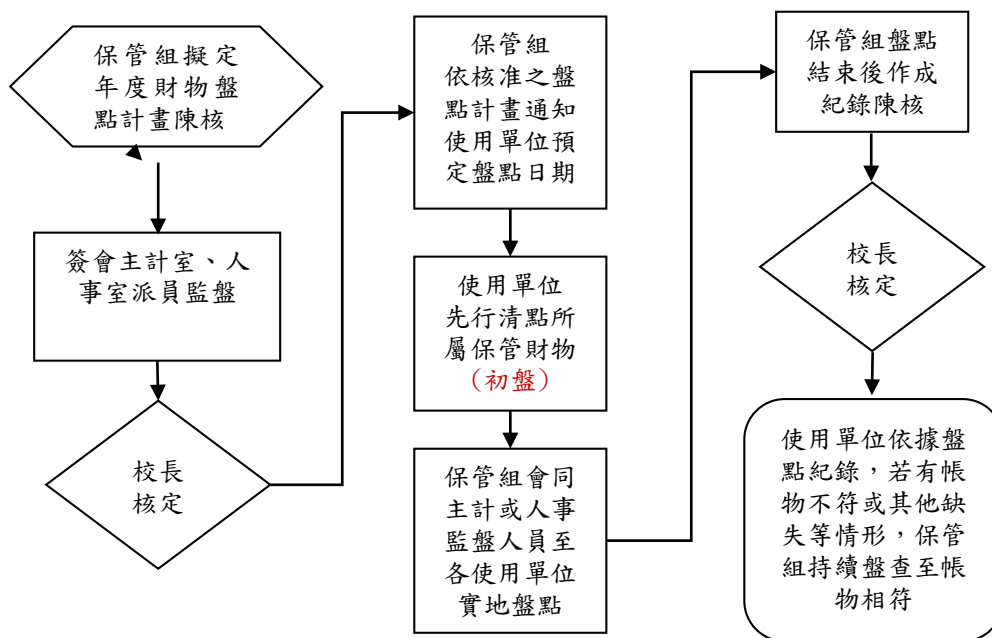 保管組擬定
年度財物盤
點計畫陳核
簽會主計室、人
事室派員監盤
校長
核定
保管組
依核准之盤
點計畫通知
使用單位預
定盤點日期
使用單位
先行清點所
屬保管財物
（初盤）
保管組會同
主計或人事
監盤人員至
各使用單位
實地盤點
保管組盤點
結束後作成
紀錄陳核
校長
核定
使用單位依據盤
點紀錄，若有帳
物不符或其他缺
失等情形，保管
組持續盤查至帳
物相符